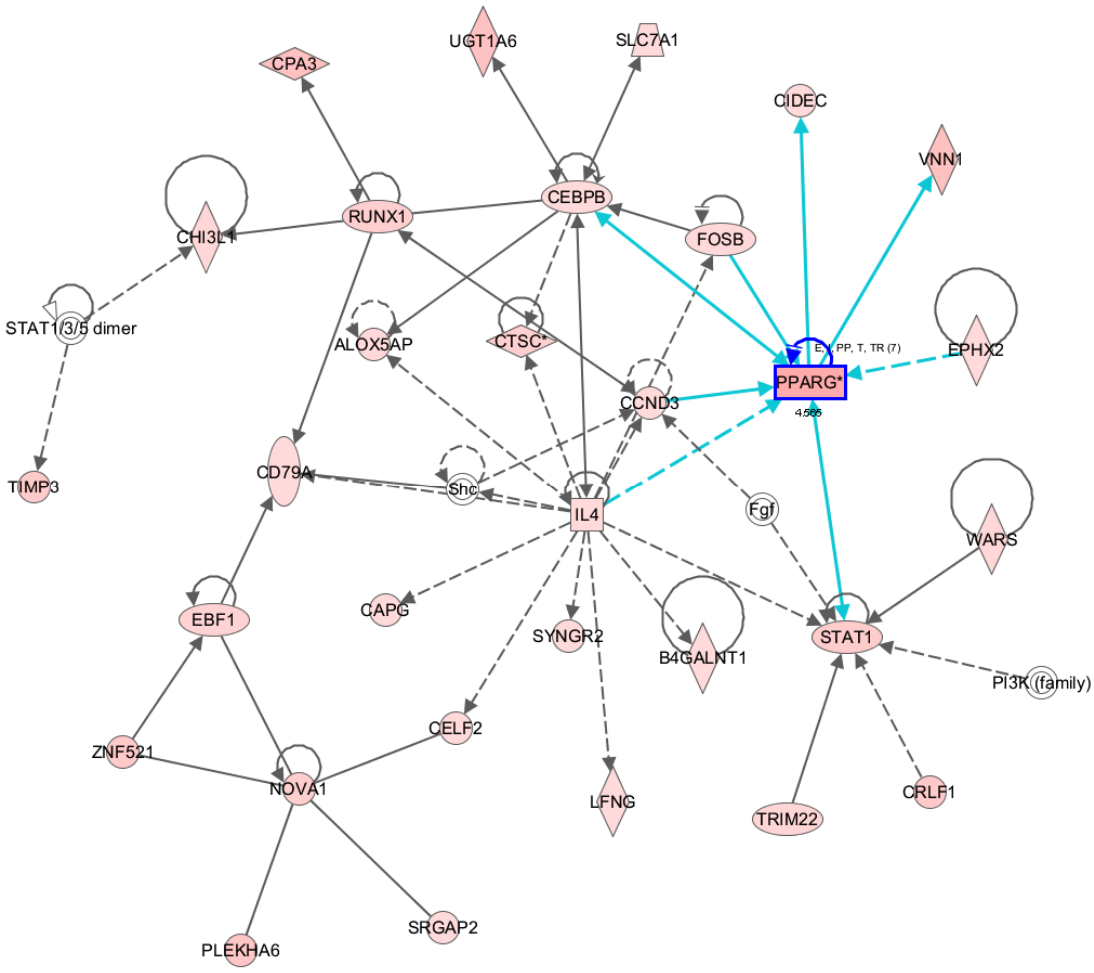 UGT1A6
SLC7A1
CPA3
CIDEC
VNN1
CEBPB
RUNX1
CHI3L1
FOSB
STAT1/3/5 dimer
ALOX5AP
CTSC*
E, I, PP, T, TR (7)
EPHX2
PPARG*
CCND3
4.565
CD79A
TIMP3
Shc
IL4
Fgf
WARS
CAPG
EBF1
SYNGR2
STAT1
B4GALNT1
PI3K (family)
CELF2
ZNF521
NOVA1
CRLF1
LFNG
TRIM22
SRGAP2
PLEKHA6